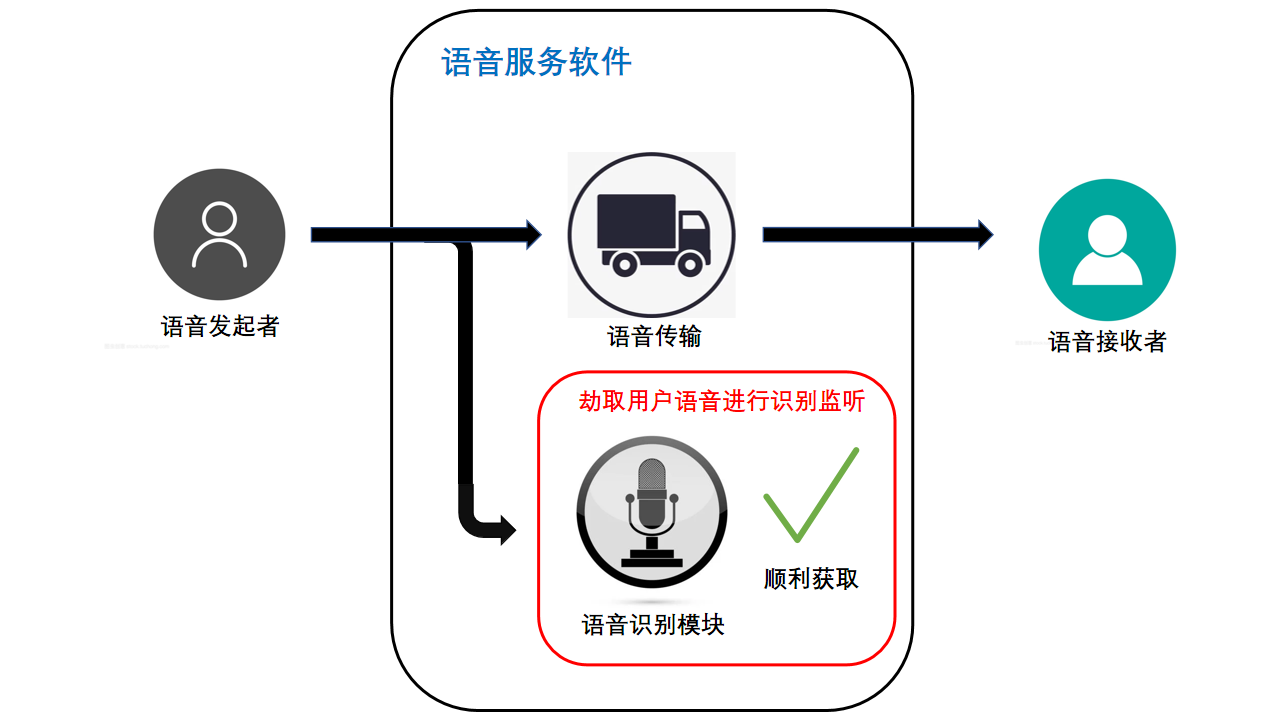 语音服务软件
语音发起者
语音传输
语音接收者
劫取用户语音进行识别监听
顺利获取
语音识别模块